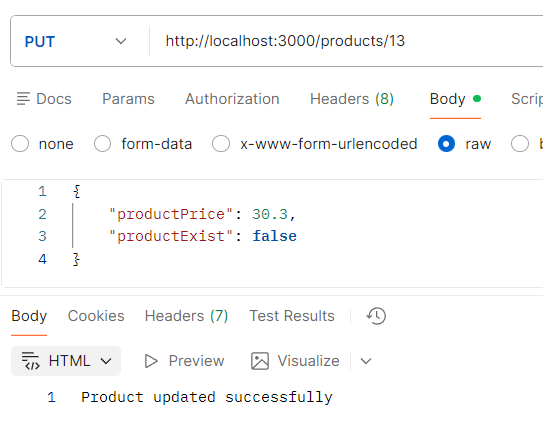 PUT http://localhost:3000/products/13
Docs Params Authorization Headers (8) Body Scrip
none form-data x-www-form-urlencoded raw b
1 {
2 "productPrice": 30.3,
3 "productExist": false
4 }
Body Cookies Headers (7) Test Results
HTML Preview Visualize
1 Product updated successfully